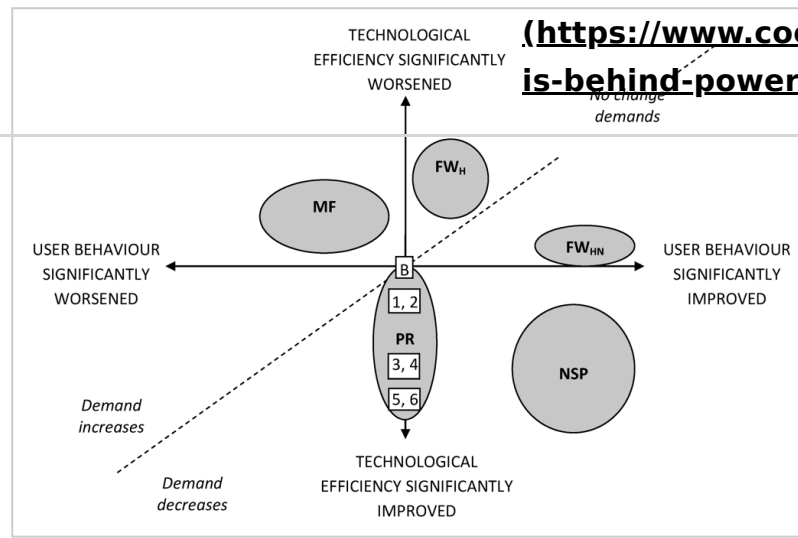 TECHNOLOGICAL
EFFICIENCY SIGNIFICANTLY
WORSENED
(https://www.coo
is-behind-power
No change
demands
FWH
MF
FWHN
USER BEHAVIOUR
SIGNIFICANTLY
WORSENED
USER BEHAVIOUR
SIGNIFICANTLY
IMPROVED
B
1, 2
PR
3, 4
5, 6
NSP
Demand
increases
Demand
decreases
TECHNOLOGICAL
EFFICIENCY SIGNIFICANTLY
IMPROVED